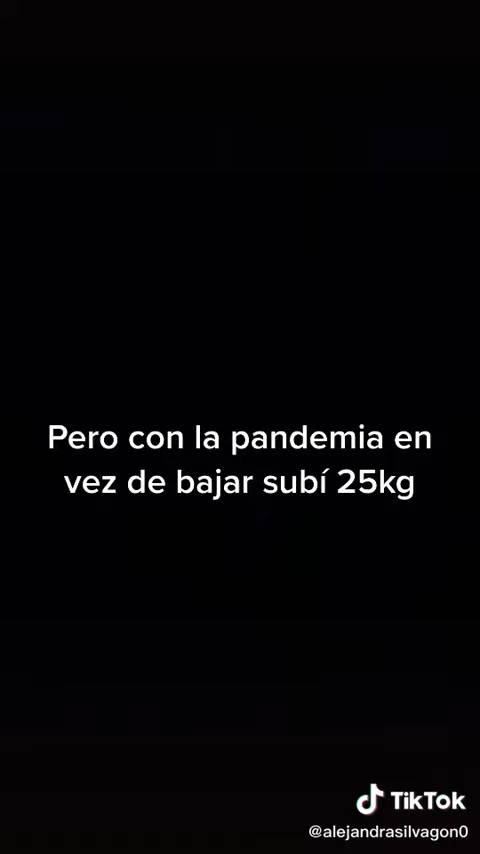 Pero con la pandemia en
vez de bajar subí 25kg
TikTok
@alejandrasilvagon0